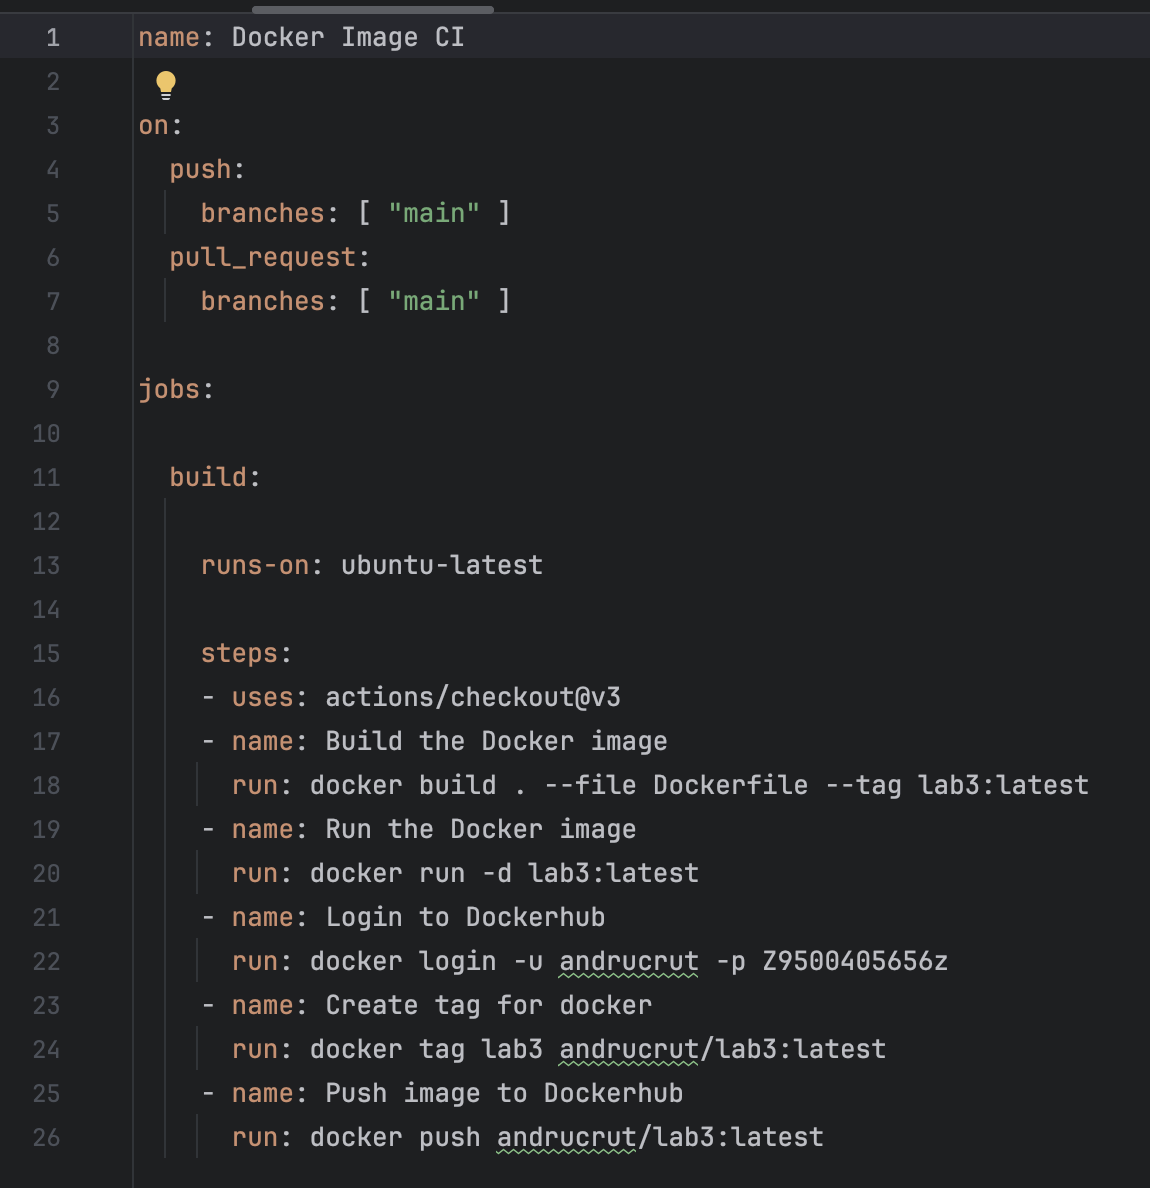 1 name: Docker Image CI
2
3 on:
4   push:
5     branches: [ "main" ]
6   pull_request:
7     branches: [ "main" ]
8
9 jobs:
10
11   build:
12
13     runs-on: ubuntu-latest
14
15     steps:
16     - uses: actions/checkout@v3
17     - name: Build the Docker image
18       run: docker build . --file Dockerfile --tag lab3:latest
19     - name: Run the Docker image
20       run: docker run -d lab3:latest
21     - name: Login to Dockerhub
22       run: docker login -u andrucrut -p Z9500405656z
23     - name: Create tag for docker
24       run: docker tag lab3 andrucrut/lab3:latest
25     - name: Push image to Dockerhub
26       run: docker push andrucrut/lab3:latest